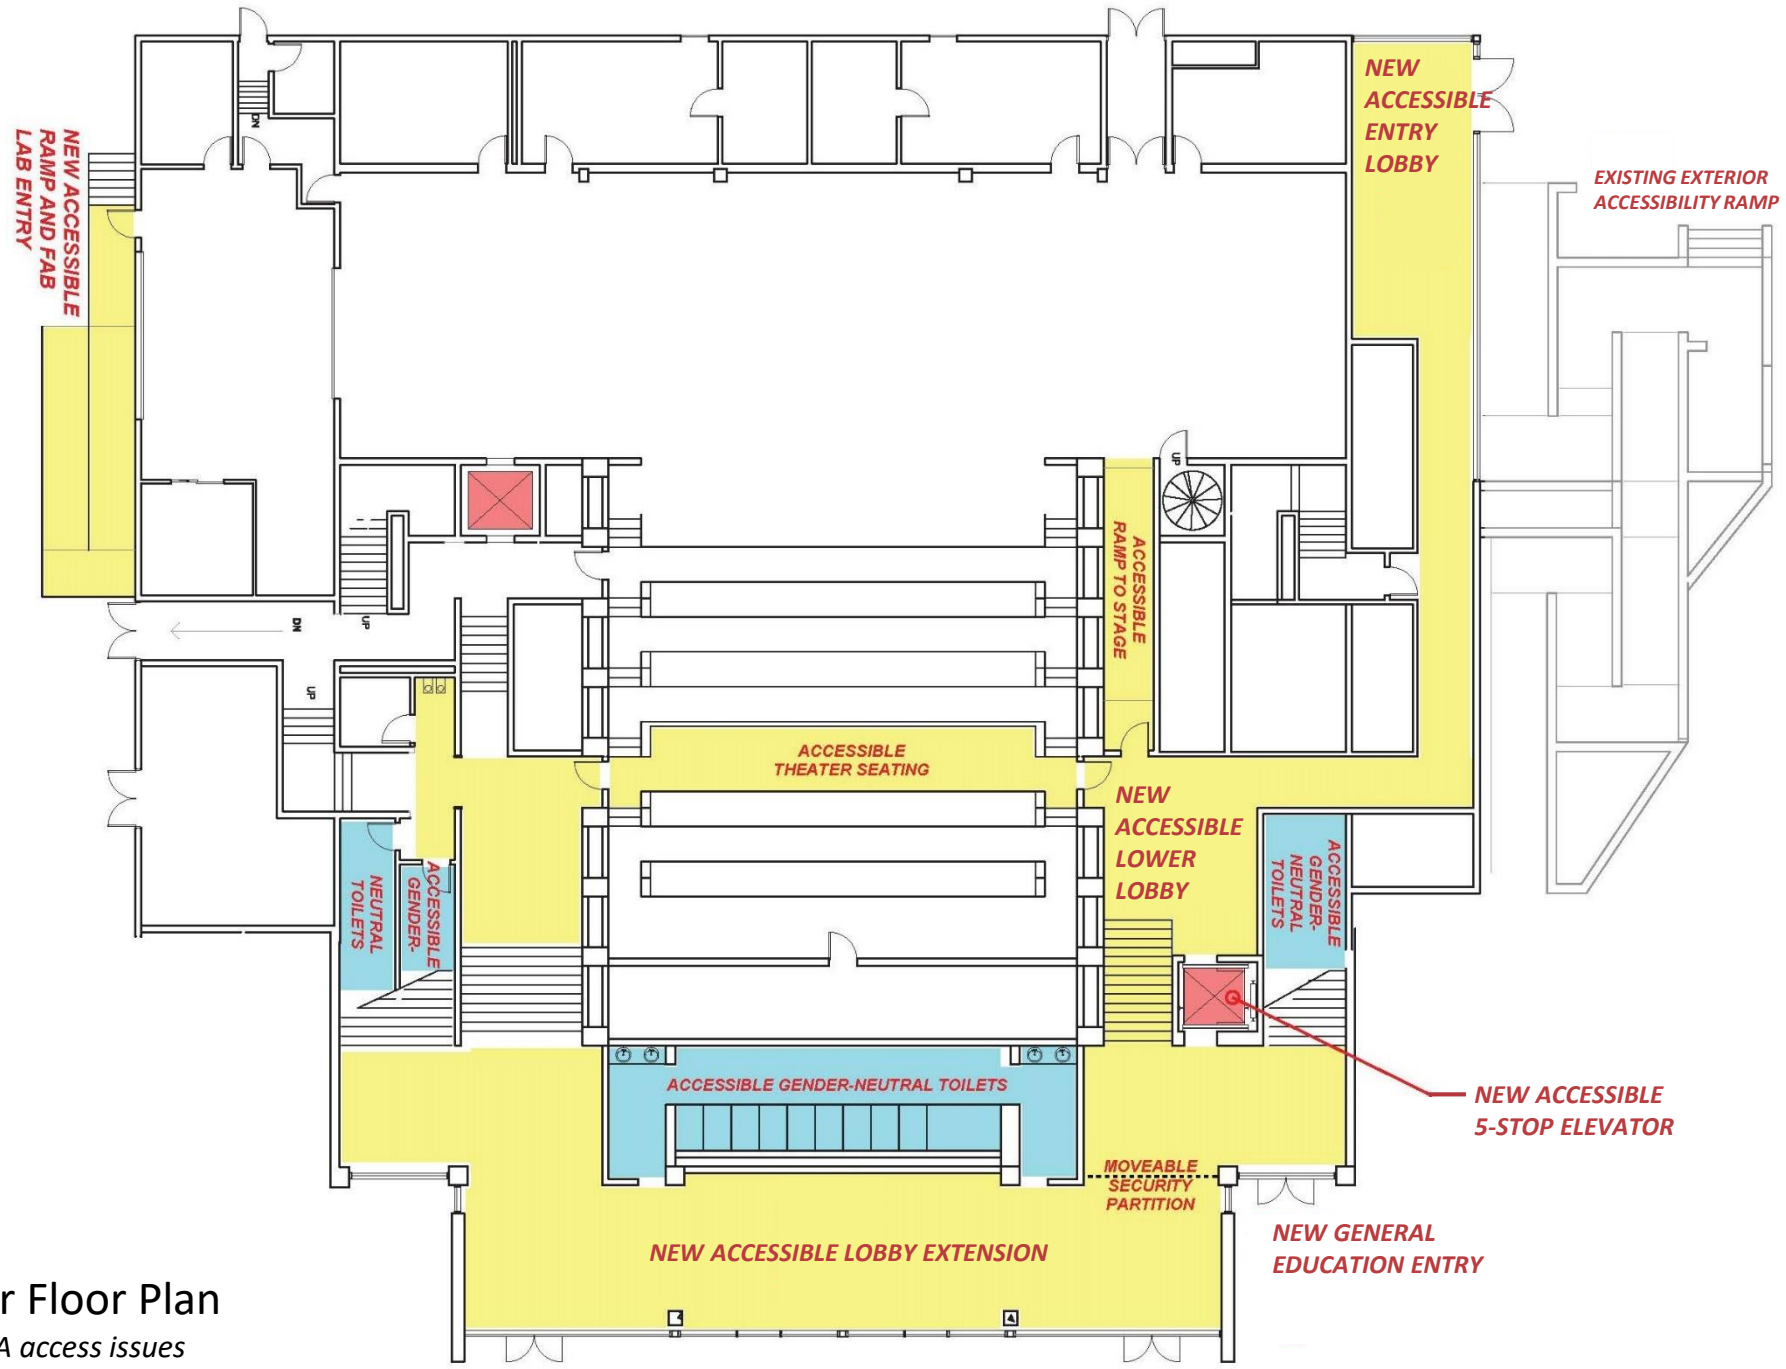 NEW
ACCESSIBLE
ENTRY
LOBBY
EXISTING EXTERIOR
ACCESSIBILITY RAMP
NEW ACCESSIBLE
RAMP AND FAB
LAB ENTRY
DN
UP
ACCESSIBLE
RAMP TO STAGE
DN
UP
UP
ACCESSIBLE
THEATER SEATING
NEW
ACCESSIBLE
LOWER
LOBBY
NEUTRAL
TOILETS
ACCESSIBLE
GENDER-
ACCESSIBLE
GENDER-
NEUTRAL
TOILETS
ACCESSIBLE GENDER-NEUTRAL TOILETS
NEW ACCESSIBLE
5-STOP ELEVATOR
MOVEABLE
SECURITY
PARTITION
NEW GENERAL
EDUCATION ENTRY
NEW ACCESSIBLE LOBBY EXTENSION
r Floor Plan
A access issues